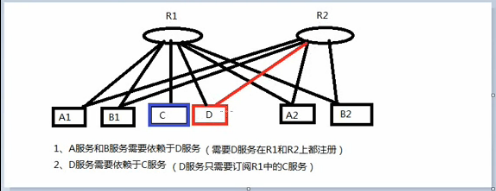 R1 R2
A1 B1 C D A2 B2
1、A服务和B服务需要依赖于D服务（需要D服务在R1和R2上都注册）
2、D服务需要依赖于C服务（D服务只需要订阅R1中的C服务）